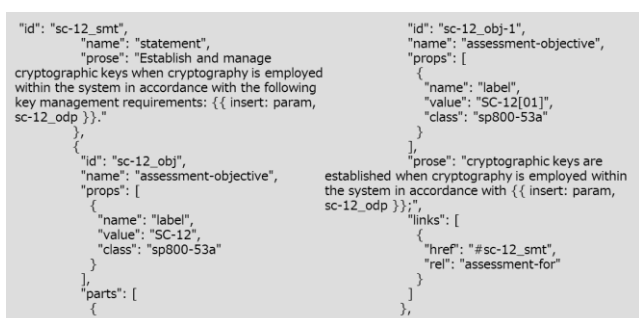 "id": "sc-12_smt",
"name": "statement",
"prose": "Establish and manage
cryptographic keys when cryptography is employed
within the system in accordance with the following
key management requirements: {{ insert: param,
sc-12_odp }}."
},
{
"id": "sc-12_obj",
"name": "assessment-objective",
"props": [
{
"name": "label",
"value": "SC-12",
"class": "sp800-53a"
}
],
"parts": [
{
"id": "sc-12_obj-1",
"name": "assessment-objective",
"props": [
{
"name": "label",
"value": "SC-12[01]",
"class": "sp800-53a"
}
],
"prose": "cryptographic keys are
established when cryptography is employed within
the system in accordance with {{ insert: param,
sc-12_odp }};",
"links": [
{
"href": "#sc-12_smt",
"rel": "assessment-for"
}
]
},